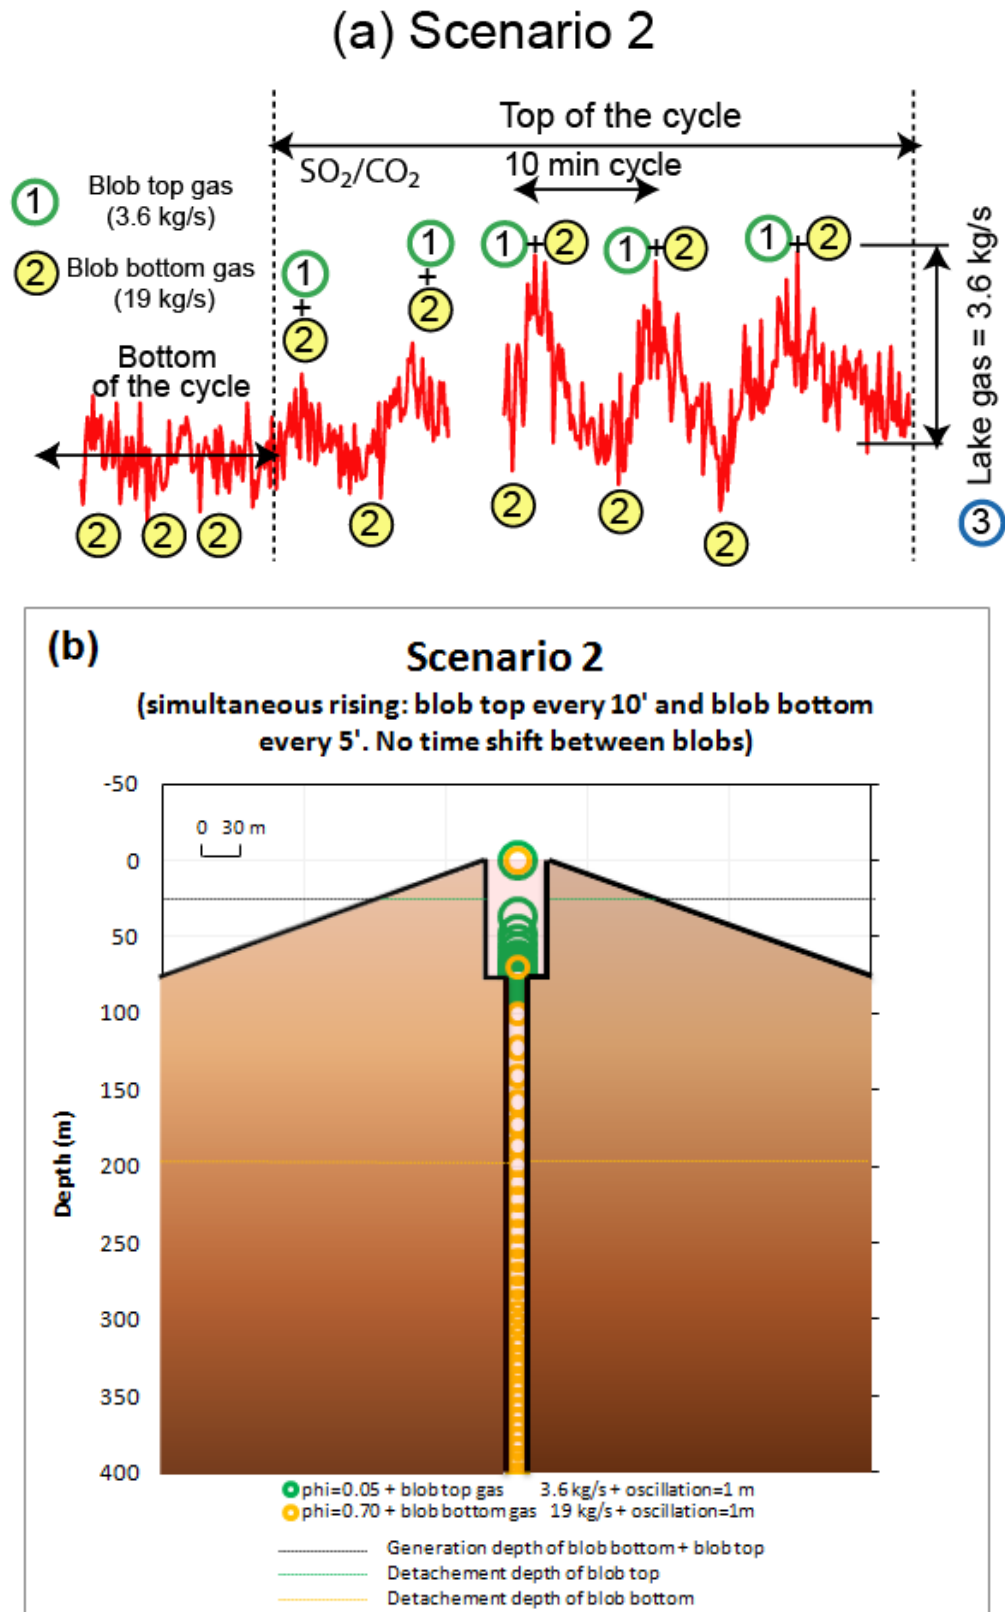 (a) Scenario 2
Top of the cycle
SO₂/CO₂
10 min cycle
1 Blob top gas
(3.6 kg/s)
2 Blob bottom gas
(19 kg/s)
Bottom
of the cycle
1
+
2
1
+
2
1 + 2
1 + 2
1 + 2
2
2
2
2
2
2
2
Lake gas = 3.6 kg/s
3
(b)
Scenario 2
(simultaneous rising: blob top every 10' and blob bottom
every 5'. No time shift between blobs)
-50
0 30 m
0
50
100
150
200
250
300
350
400
Depth (m)
phi=0.05 + blob top gas 3.6 kg/s + oscillation=1 m
phi=0.70 + blob bottom gas 19 kg/s + oscillation=1m
Generation depth of blob bottom + blob top
Detachement depth of blob top
Detachement depth of blob bottom